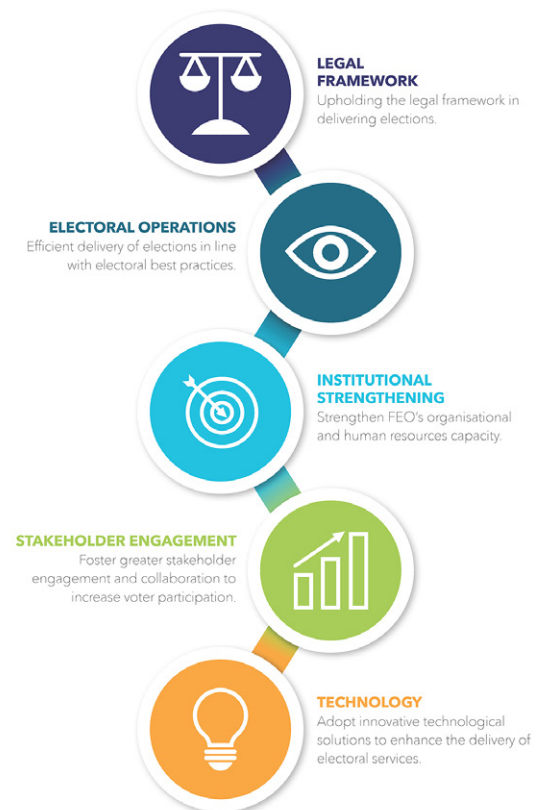 LEGAL
FRAMEWORK
Upholding the legal framework in
delivering elections.
ELECTORAL OPERATIONS
Efficient delivery of elections in line
with electoral best practices.
INSTITUTIONAL
STRENGTHENING
Strengthen FEO's organisational
and human resources capacity.
STAKEHOLDER ENGAGEMENT
Foster greater stakeholder
engagement and collaboration to
increase voter participation.
TECHNOLOGY
Adopt innovative technological
solutions to enhance the delivery of
electoral services.